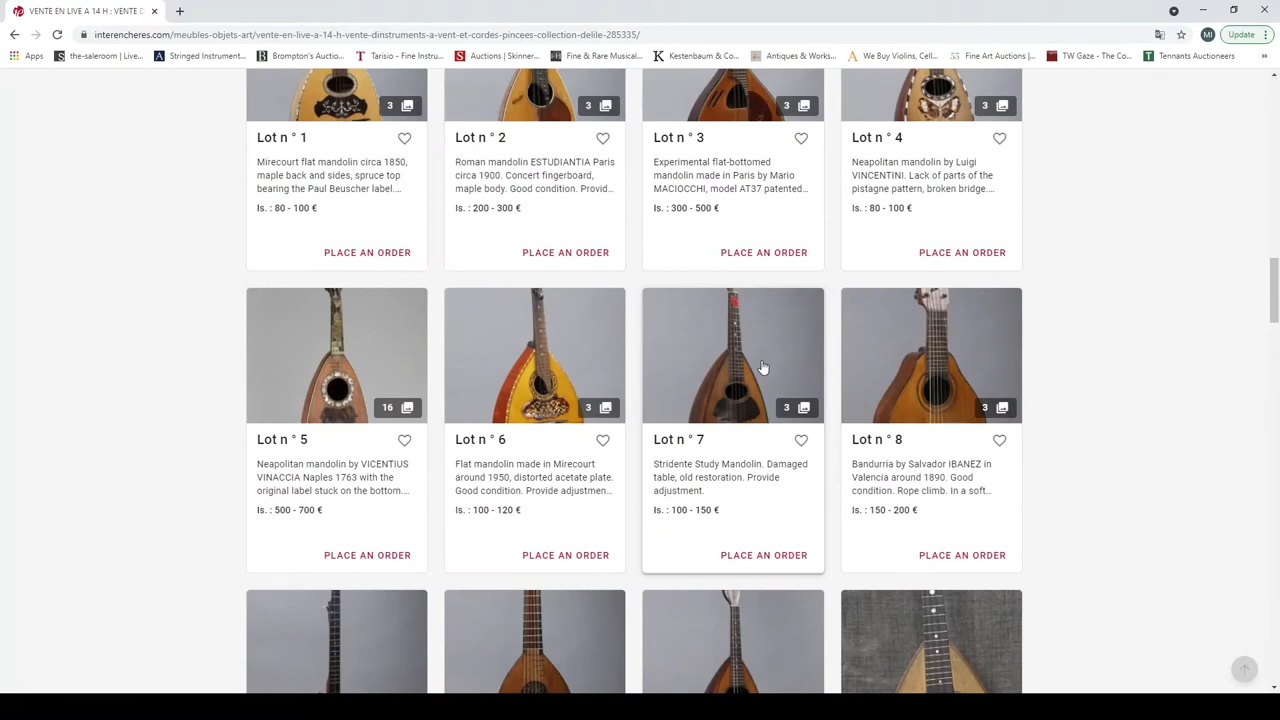 VENTE EN LIVE A 14 H : VENTE D
Update
interencheres.com/meubles-objets-art/vente-en-live-a-14h-vente-dinstruments-a-vent-et-cordes-pincees-collection-delile-285335/
MI
Apps
the-saleroom | Live...
Stringed Instrumen...
Brompton's Auctio...
Tarisio - Fine Instru...
Auctions | Skinner...
Fine & Rare Musical...
Kestenbaum & Co...
Antiques & Works...
We Buy Violins, Cell...
Fine Art Auctions |...
TW Gaze - The Co...
Tennants Auctioneers
3
3
3
3
Lot n ° 1
Lot n ° 2
Lot n ° 3
Lot n ° 4
Mirecourt flat mandolin circa 1850,
maple back and sides, spruce top
bearing the Paul Beuscher label....
Roman mandolin ESTUDIANTIA Paris
circa 1900. Concert fingerboard,
maple body. Good condition. Provid...
Experimental flat-bottomed
mandolin made in Paris by Mario
MACIOCCHI, model AT37 patented...
Neapolitan mandolin by Luigi
VINCENTINI. Lack of parts of the
pistagne pattern, broken bridge....
Is. : 80 - 100 €
Is. : 200 - 300 €
Is. : 300 - 500 €
Is. : 80 - 100 €
PLACE AN ORDER
PLACE AN ORDER
PLACE AN ORDER
PLACE AN ORDER
16
3
3
3
Lot n ° 5
Lot n ° 6
Lot n ° 7
Lot n ° 8
Neapolitan mandolin by VICENTIUS
VINACCIA Naples 1763 with the
original label stuck on the bottom....
Flat mandolin made in Mirecourt
around 1950, distorted acetate plate.
Good condition. Provide adjustmen...
Stridente Study Mandolin. Damaged
table, old restoration. Provide
adjustment.
Bandurria by Salvador IBANEZ in
Valencia around 1890. Good
condition. Rope climb. In a soft...
Is. : 500 - 700 €
Is. : 100 - 120 €
Is. : 100 - 150 €
Is. : 150 - 200 €
PLACE AN ORDER
PLACE AN ORDER
PLACE AN ORDER
PLACE AN ORDER